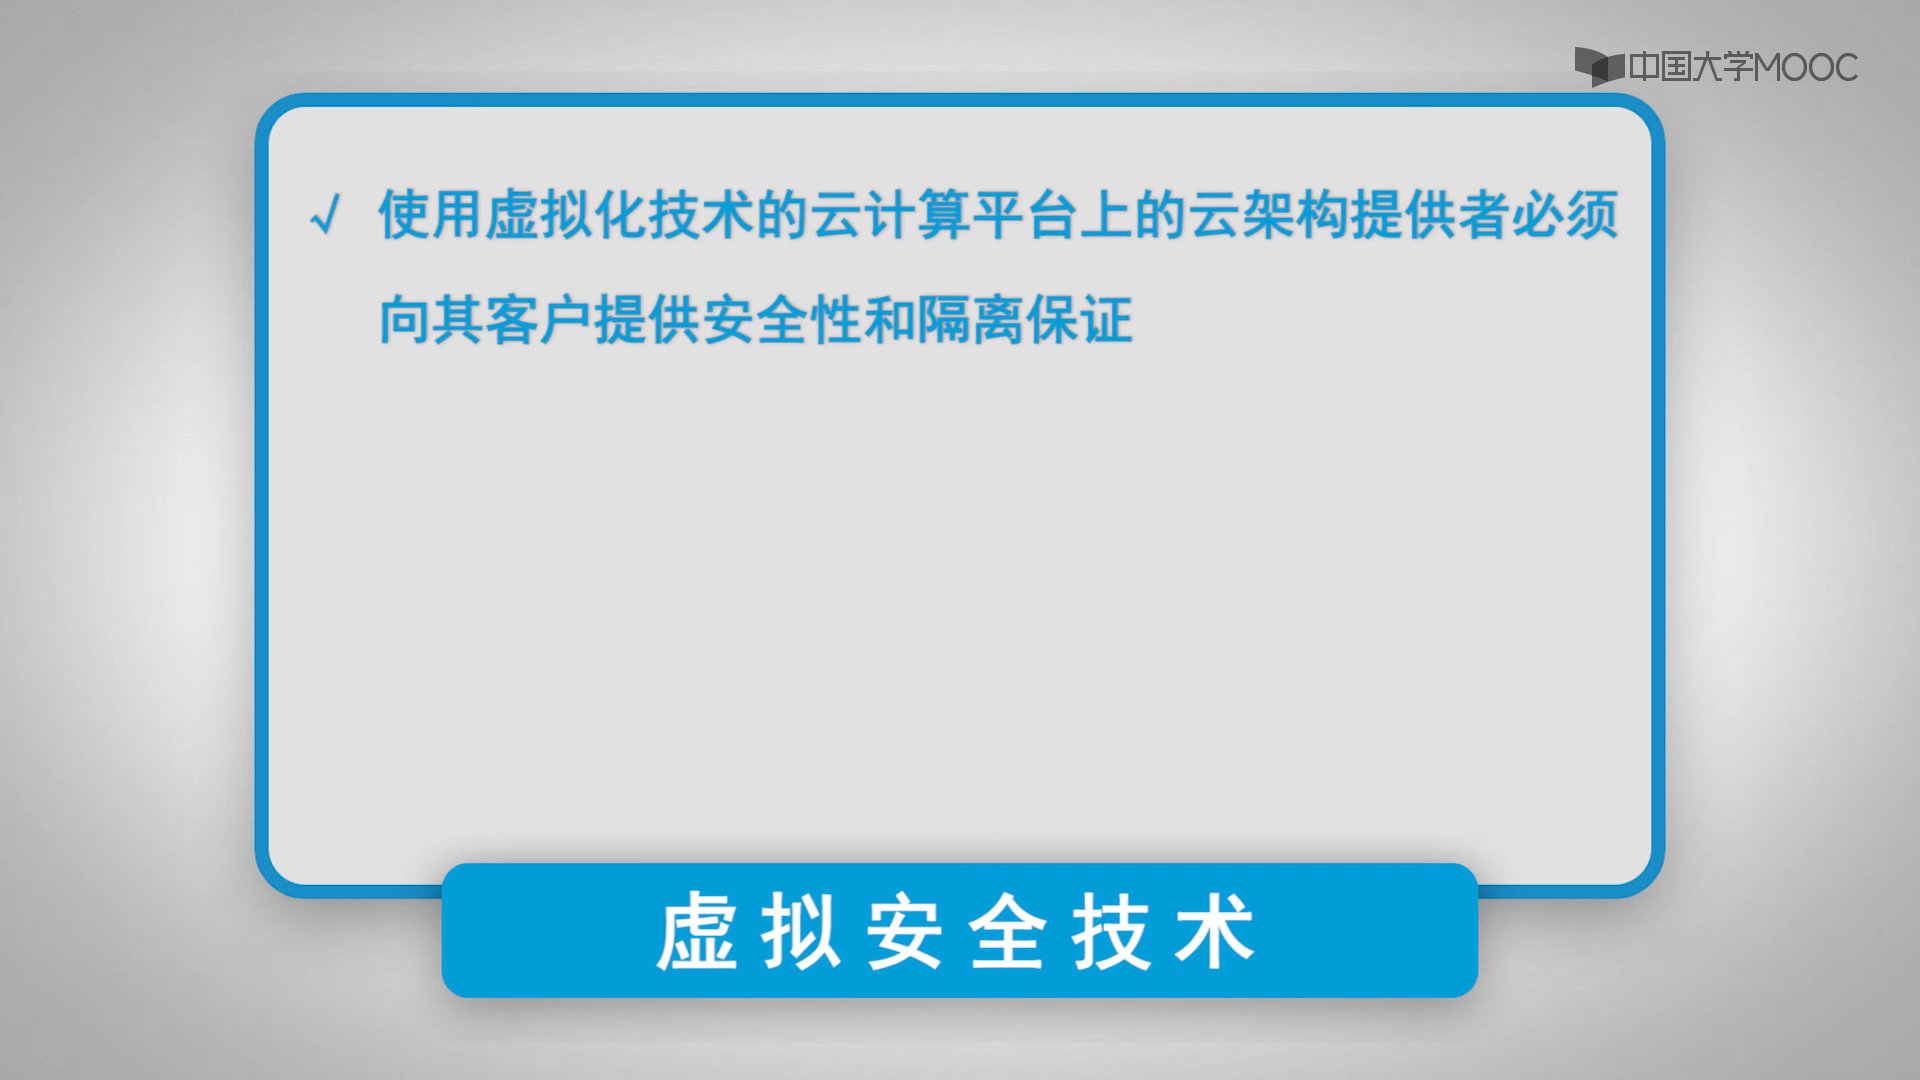 中国大学MOOC
√ 使用虚拟化技术的云计算平台上的云架构提供者必须
向其客户提供安全性和隔离保证
虚拟安全技术